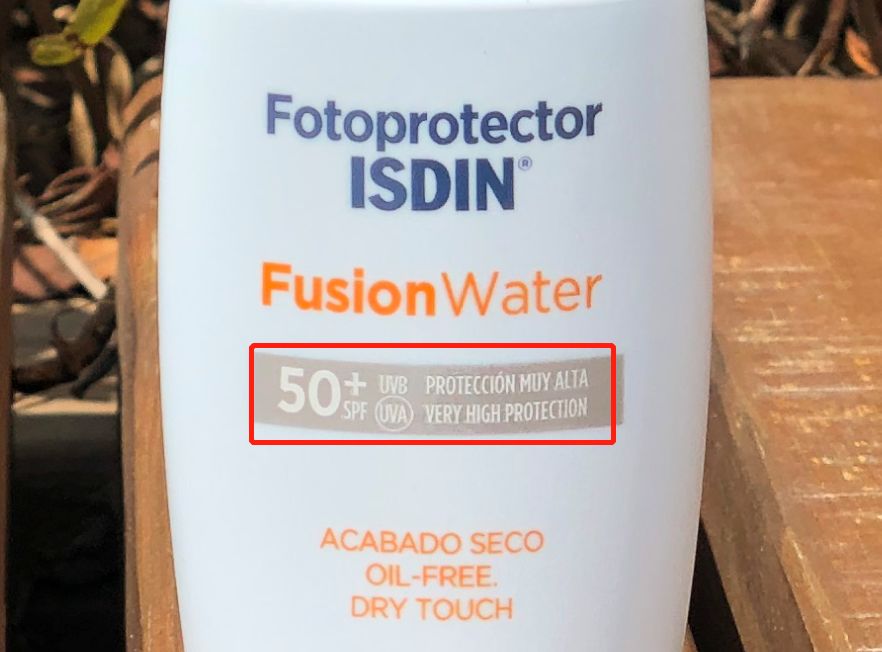 Fotoprotector
ISDIN®
FusionWater
50+ SPF UVB UVA PROTECCIÓN MUY ALTA
VERY HIGH PROTECTION
ACABADO SECO
OIL-FREE.
DRY TOUCH